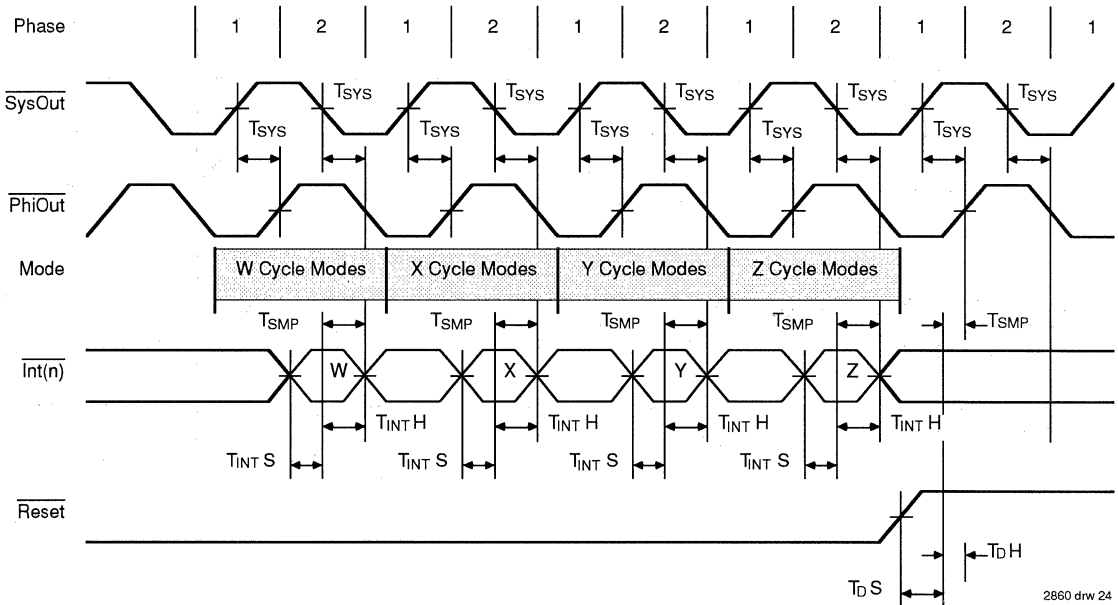 Phase 1 2 1 2 1 2 1 2 1 2 1
SysOut TSYS TSYS TSYS TSYS TSYS
TSYS TSYS TSYS TSYS TSYS
PhiOut
Mode W Cycle Modes X Cycle Modes Y Cycle Modes Z Cycle Modes
TSMP TSMP TSMP TSMP TSMP
Int(n) W X Y Z
TINT H TINT H TINT H TINT H
TINT S TINT S TINT S TINT S
Reset
TD H
TD S
2860 drw 24